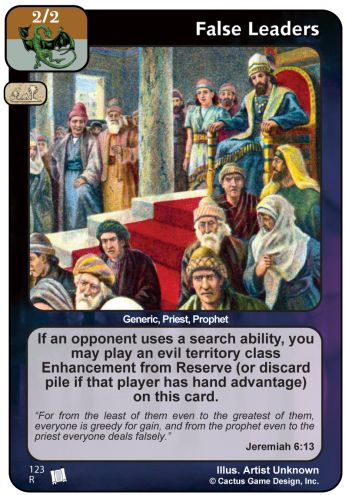 2/2
False Leaders
Generic, Priest, Prophet
If an opponent uses a search ability, you
may play an evil territory class
Enhancement from Reserve (or discard
pile if that player has hand advantage)
on this card.
“For from the least of them even to the greatest of them,
everyone is greedy for gain, and from the prophet even to the
priest everyone deals falsely.”
Jeremiah 6:13
123
R
Illus. Artist Unknown
© Cactus Game Design, Inc.